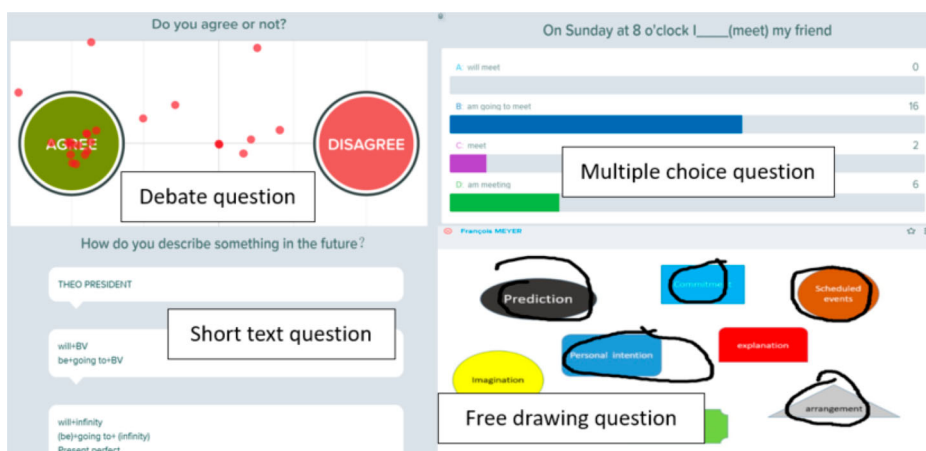 Do you agree or not?
AGREE
DISAGREE
Debate question
On Sunday at 8 o'clock I____(meet) my friend
A: will meet
0
B: am going to meet
16
C: meet
2
D: am meeting
6
Multiple choice question
How do you describe something in the future?
THEO PRESIDENT
will+BV
be+going to+BV
will+infinity
(be)+going to+ (infinity)
Present perfect
Short text question
François MEYER
Prediction
Commitment
Scheduled
events
Personal intention
explanation
Imagination
arrangement
Free drawing question